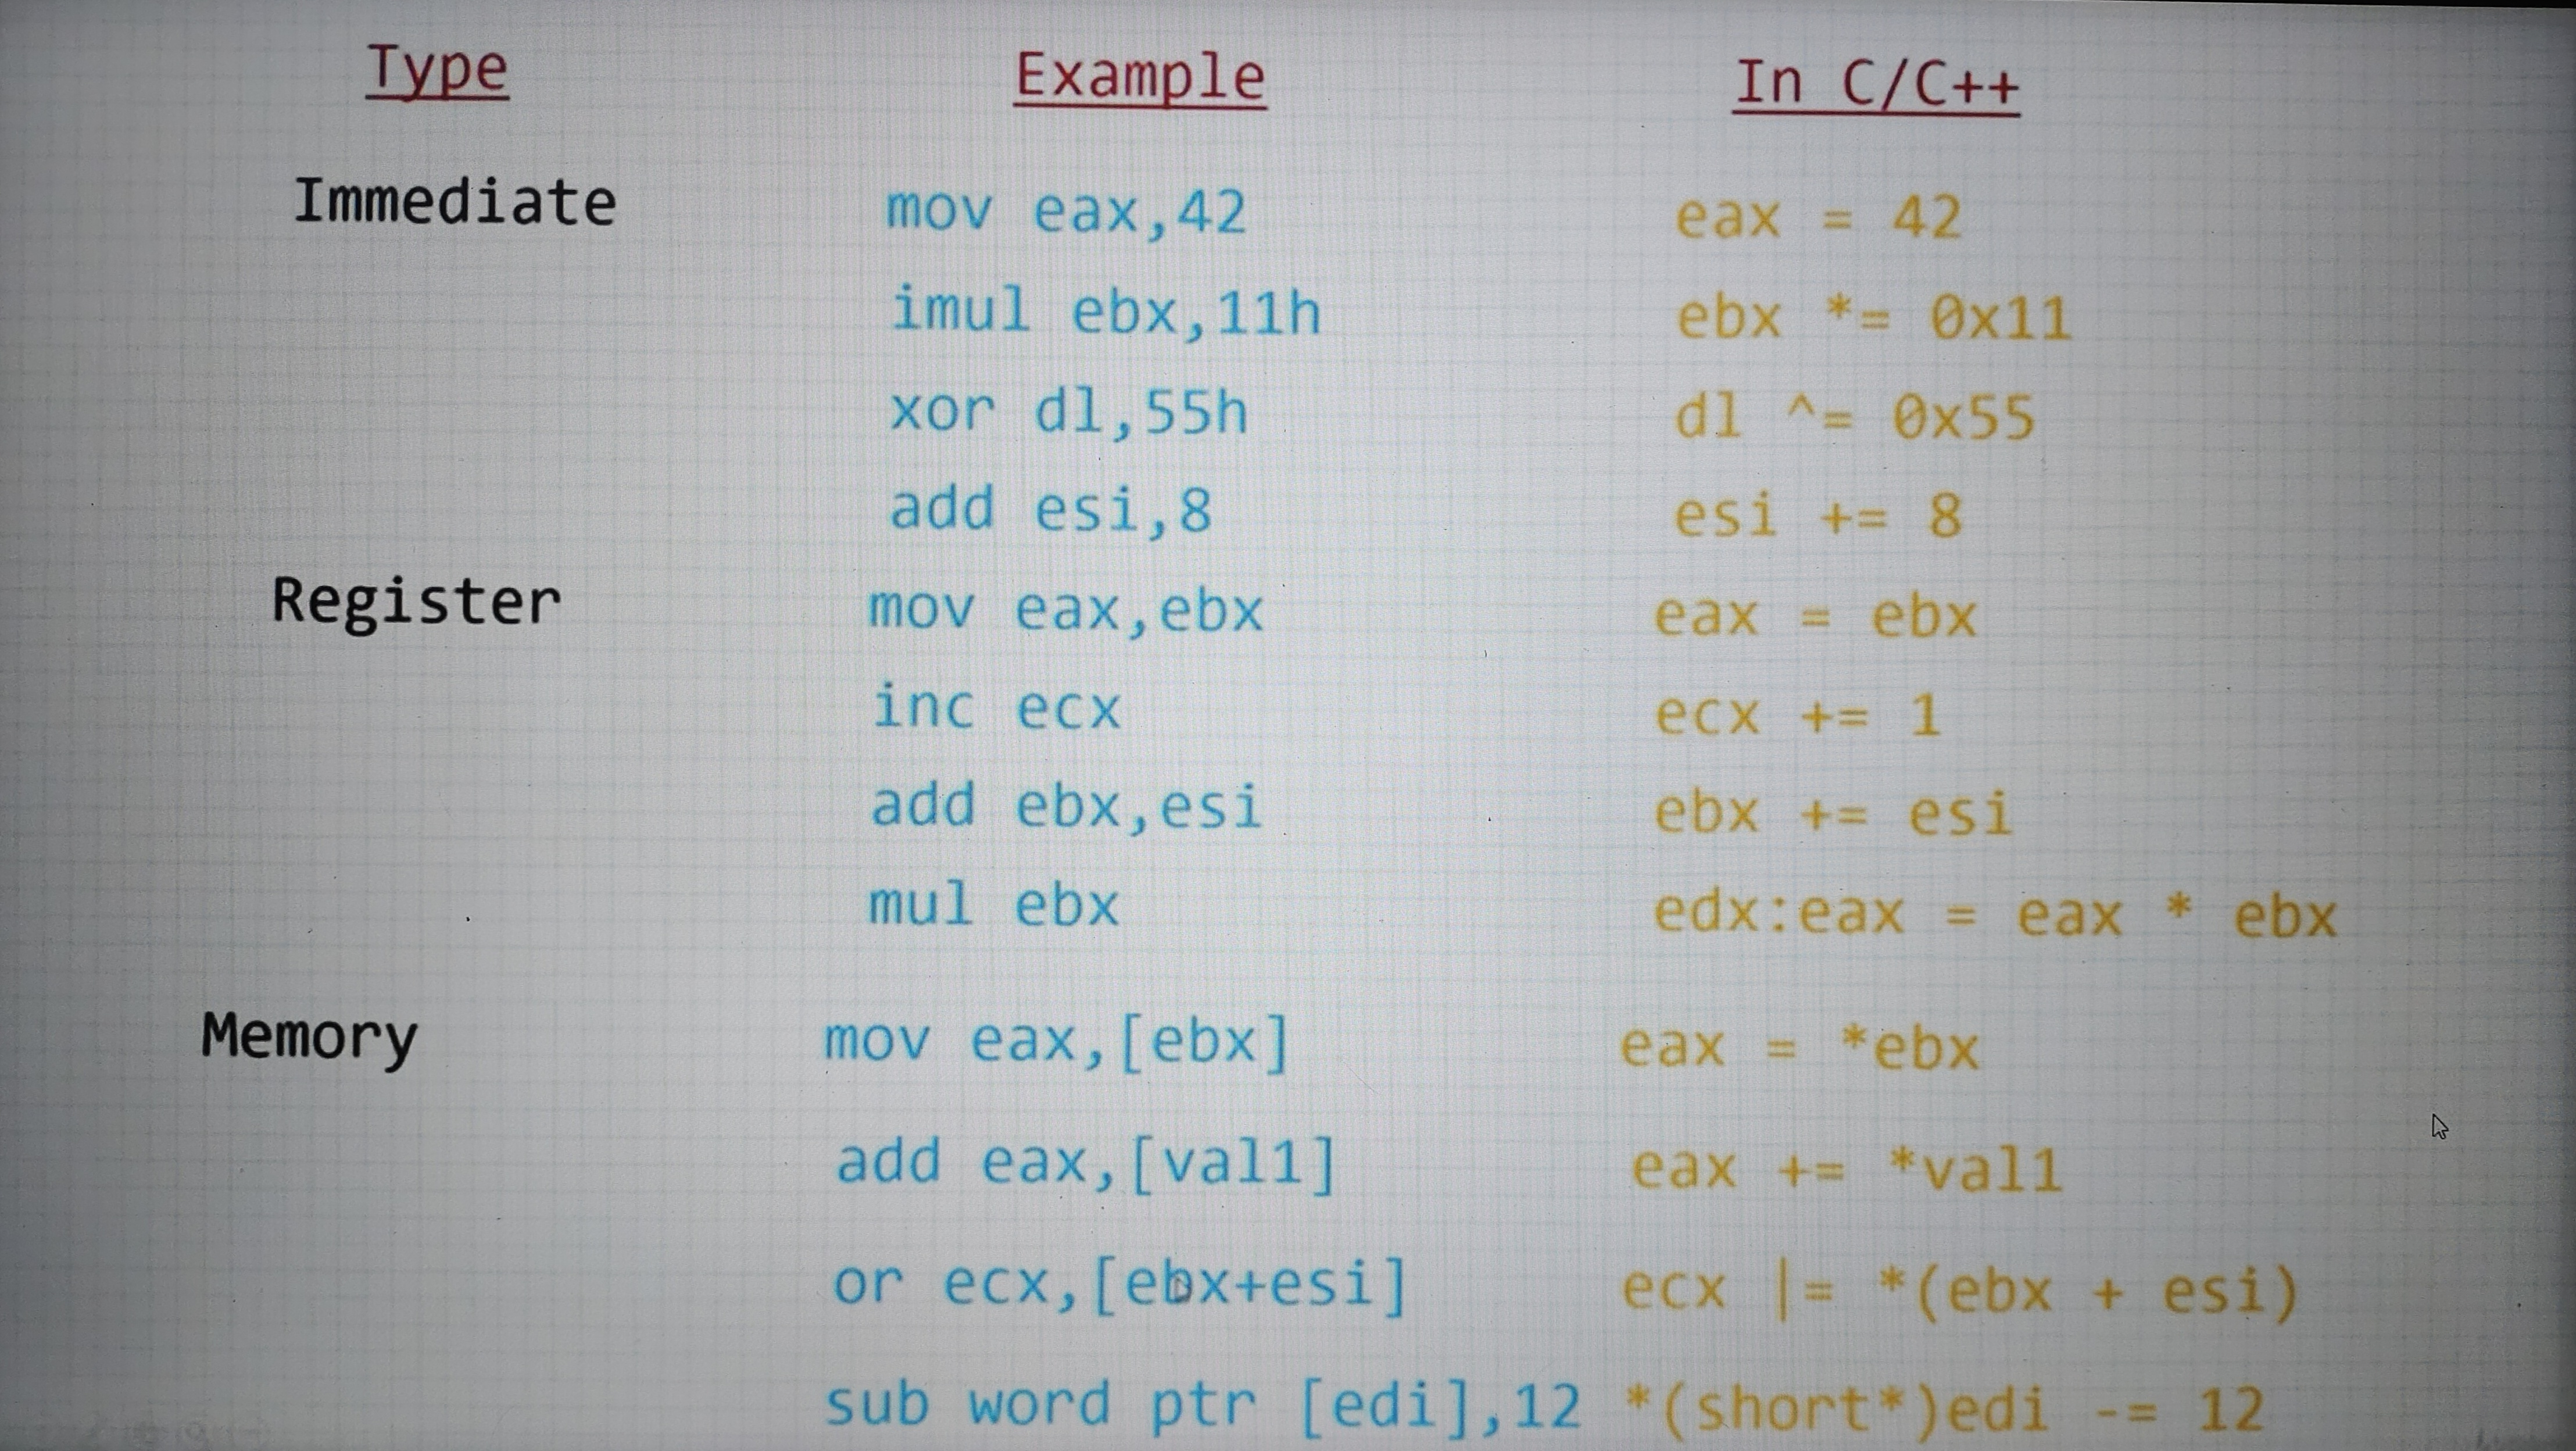 Type Example In C/C++
Immediate mov eax,42 eax = 42
imul ebx,11h ebx *= 0x11
xor dl,55h dl ^= 0x55
add esi,8 esi += 8
Register mov eax,ebx eax = ebx
inc ecx ecx += 1
add ebx,esi ebx += esi
mul ebx edx:eax = eax * ebx
Memory mov eax,[ebx] eax = *ebx
add eax,[val1] eax += *val1
or ecx,[ebx+esi] ecx |= *(ebx + esi)
sub word ptr [edi],12 *(short*)edi -= 12